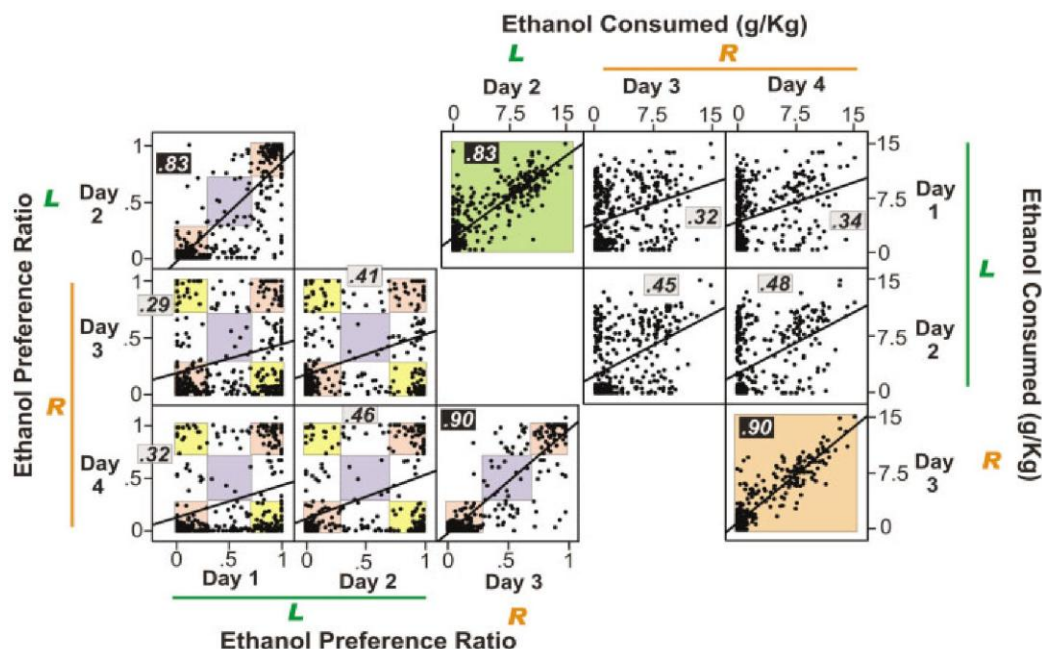 Ethanol Consumed (g/Kg)
L R
Day 2 Day 3 Day 4
0 7.5 15 0 7.5 15 0 7.5 15
1 .83 .83 15
L Day 2 .5 .32 .34 7.5 Day 1
0 0
L
1 .29 .41 .45 .48 15
Day 3 .5 7.5 Day 2
0 0
R
1 .32 .46 .90 .90 15
Day 4 .5 7.5 Day 3 R
0 0
0 .5 1 0 .5 1 0 .5 1
Day 1 Day 2 Day 3
L R
Ethanol Preference Ratio
Ethanol Preference Ratio
Ethanol Consumed (g/Kg)